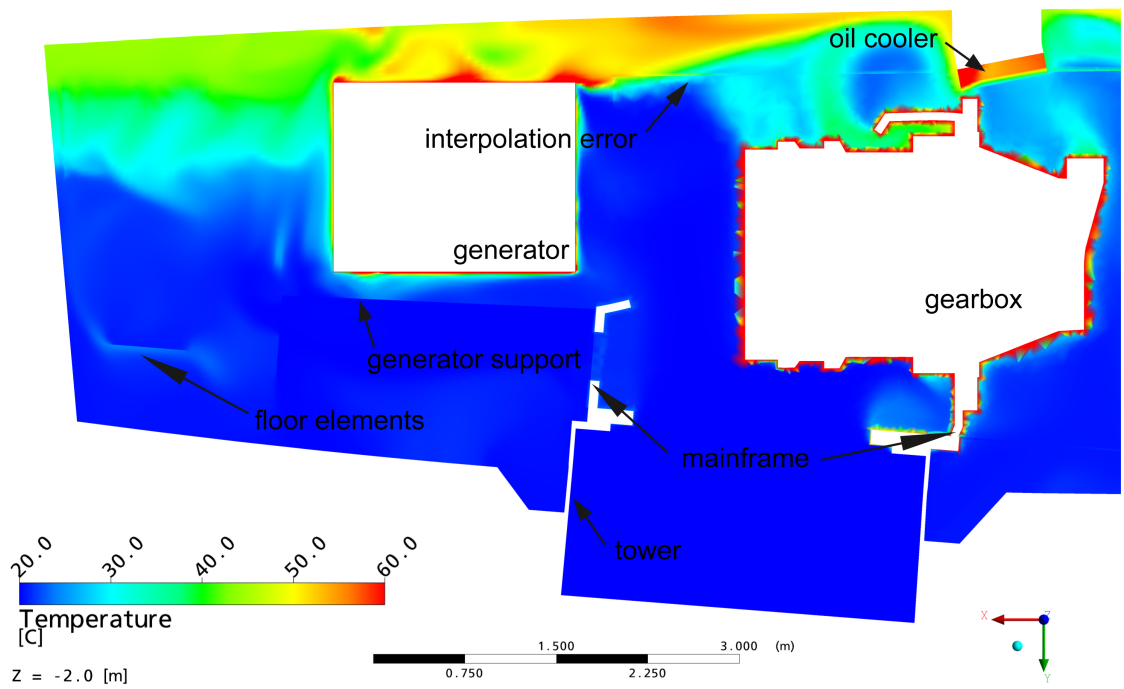 oil cooler
interpolation error
generator
gearbox
generator support
floor elements
mainframe
tower
20.0 30.0 40.0 50.0 60.0
Temperature
[C]
Z = -2.0 [m]
1.500 3.000 (m)
0.750 2.250
X Z
Y